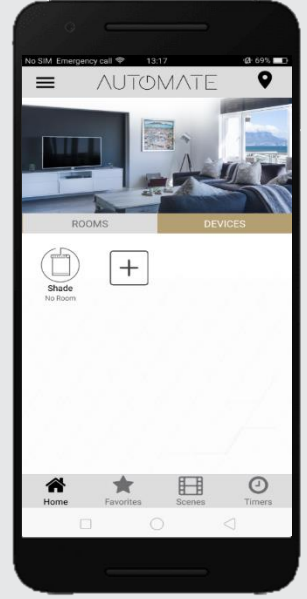 No SIM Emergency call 13:17 69%
AUTOMATE
ROOMS DEVICES
Shade
No Room
Home Favorites Scenes Timers